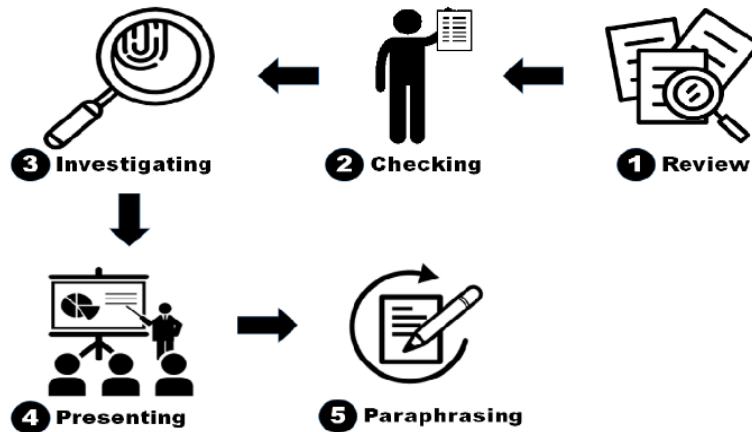 1 Review
2 Checking
3 Investigating
4 Presenting
5 Paraphrasing